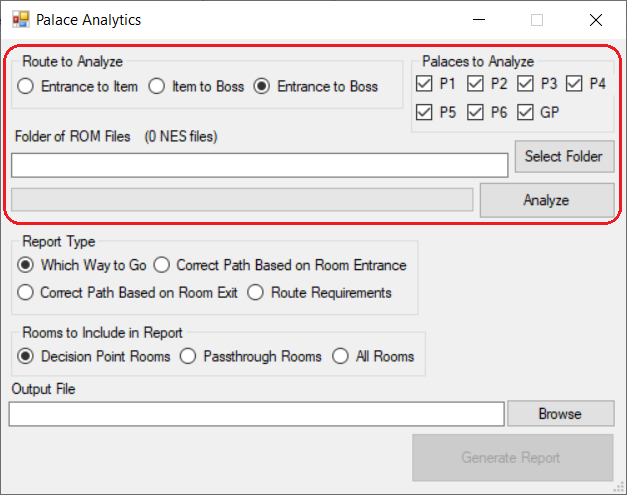 Palace Analytics
Route to Analyze
Entrance to Item Item to Boss Entrance to Boss
Palaces to Analyze
P1 P2 P3 P4
P5 P6 GP
Folder of ROM Files (0 NES files)
Select Folder
Analyze
Report Type
Which Way to Go Correct Path Based on Room Entrance
Correct Path Based on Room Exit Route Requirements
Rooms to Include in Report
Decision Point Rooms Passthrough Rooms All Rooms
Output File
Browse
Generate Report